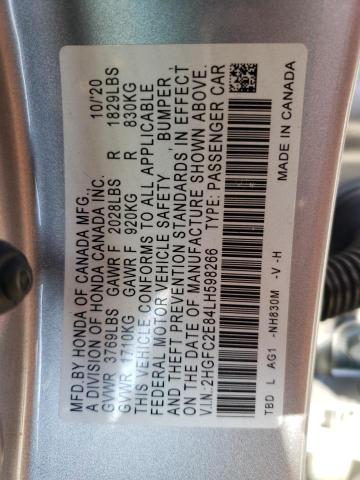 MFD.BY HONDA OF CANADA MFG., 10/'20
A DIVISION OF HONDA CANADA INC.
GVWR 3769LBS GAWR F 2028LBS R 1829LBS
GVWR 1710KG GAWR F 920KG R 830KG
THIS VEHICLE CONFORMS TO ALL APPLICABLE
FEDERAL MOTOR VEHICLE SAFETY , BUMPER ,
AND THEFT PREVENTION STANDARDS IN EFFECT
ON THE DATE OF MANUFACTURE SHOWN ABOVE.
V.I.N.:2HGFC2E84LH598266 TYPE: PASSENGER CAR
TBD L AG1 -NH830M -V -H MADE IN CANADA